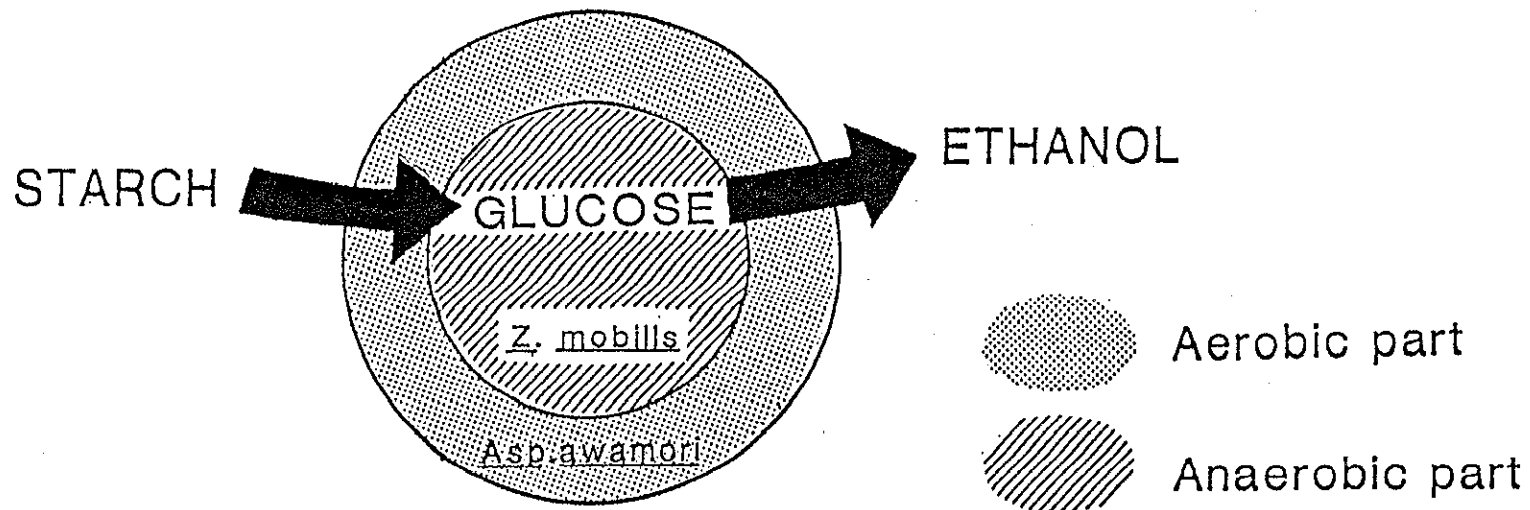 STARCH
GLUCOSE
ETHANOL
Z. mobilis
Asp.awamori
Aerobic part
Anaerobic part